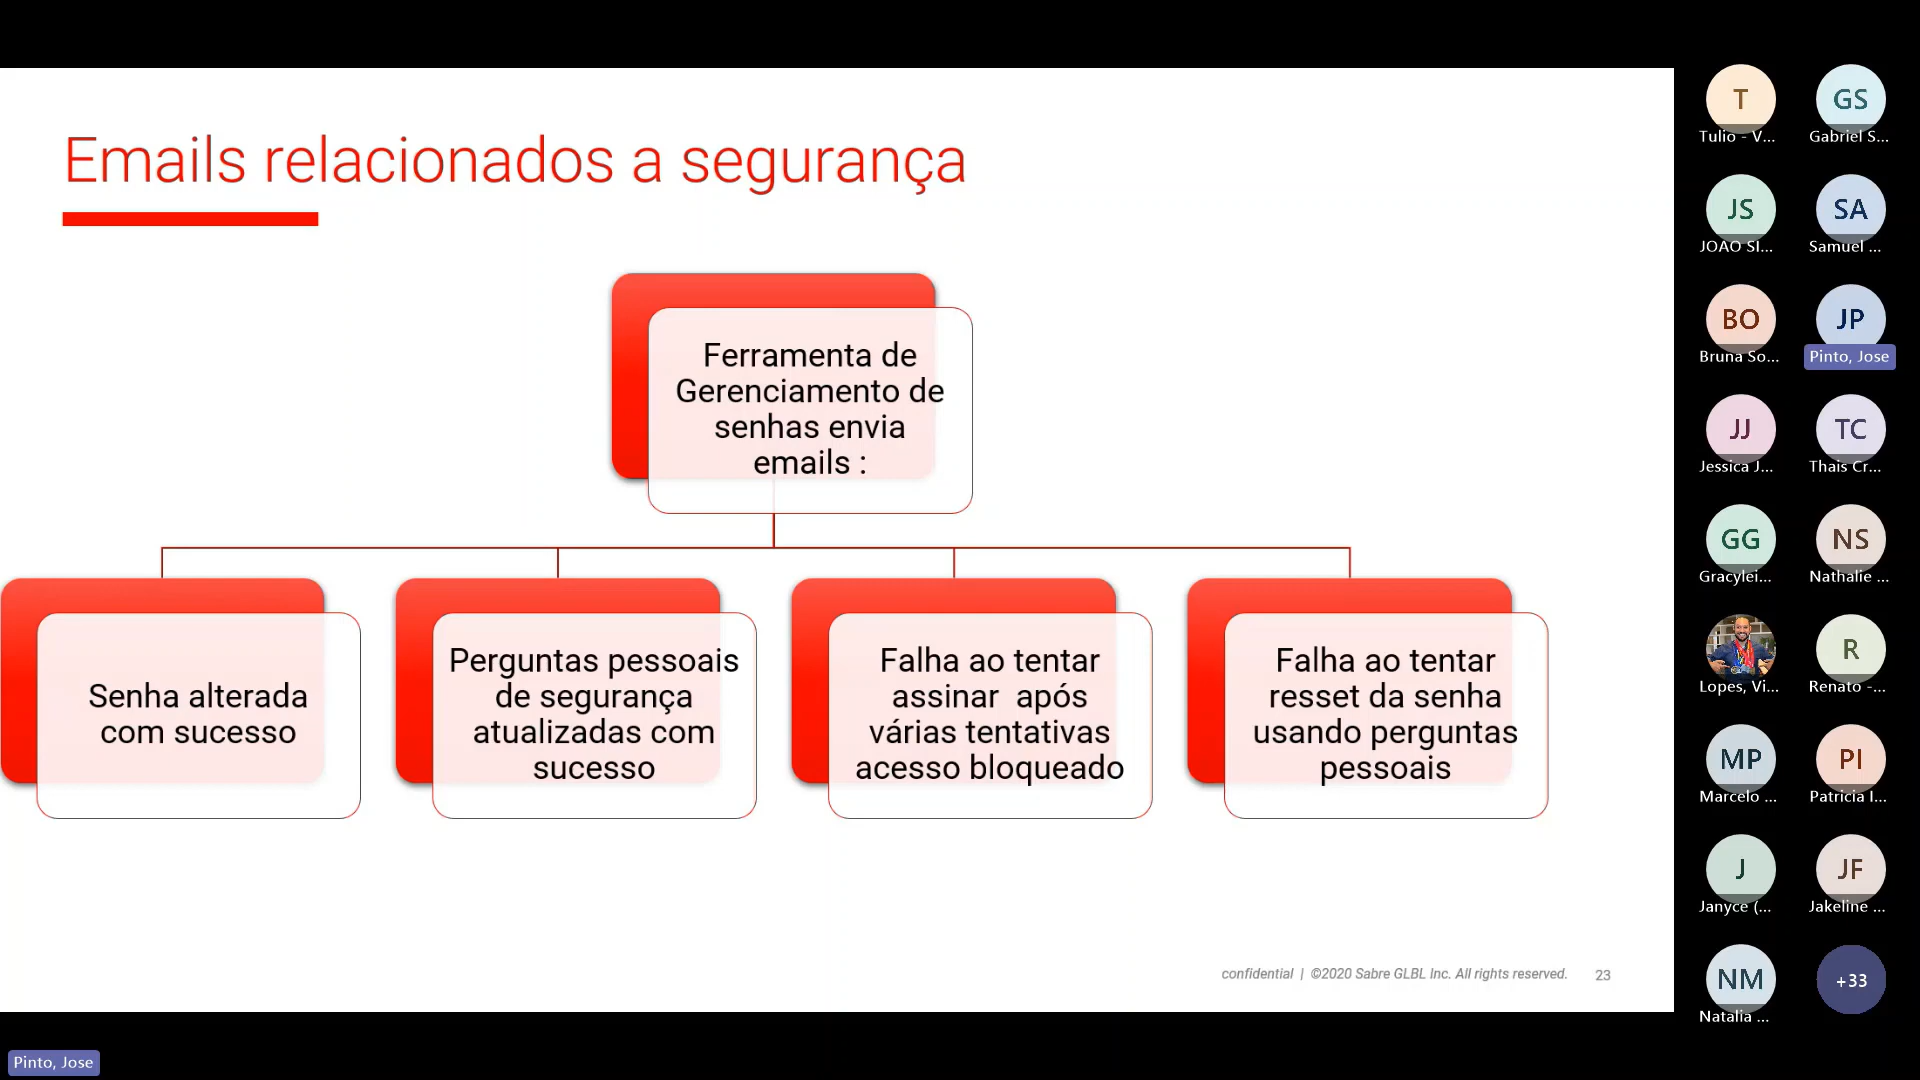 Emails relacionados a segurança
Ferramenta de
Gerenciamento de
senhas envia
emails :
Senha alterada
com sucesso
Perguntas pessoais
de segurança
atualizadas com
sucesso
Falha ao tentar
assinar  após
várias tentativas
acesso bloqueado
Falha ao tentar
resset da senha
usando perguntas
pessoais
confidential | ©2020 Sabre GLBL Inc. All rights reserved. 23
T
Tulio - V...
GS
Gabriel S...
JS
JOAO SI...
SA
Samuel ...
BO
Bruna So...
JP
Pinto, Jose
JJ
Jessica J...
TC
Thais Cr...
GG
Gracylei...
NS
Nathalie ...
Lopes, Vi...
R
Renato -...
MP
Marcelo ...
PI
Patricia I...
J
Janyce (...
JF
Jakeline ...
NM
Natalia ...
+33
Pinto, Jose